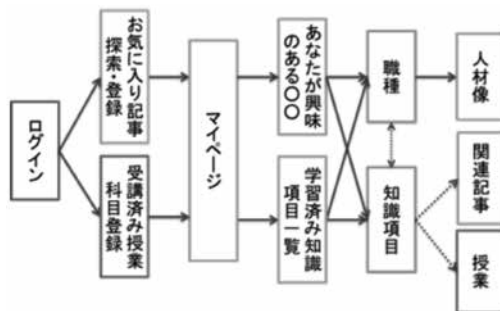 ログイン
お気に入り記事
探索・登録
受講済み授業
科目登録
マイページ
あなたが興味
のある〇〇
学習済み知識
項目一覧
職種
知識項目
人材像
関連記事
授業